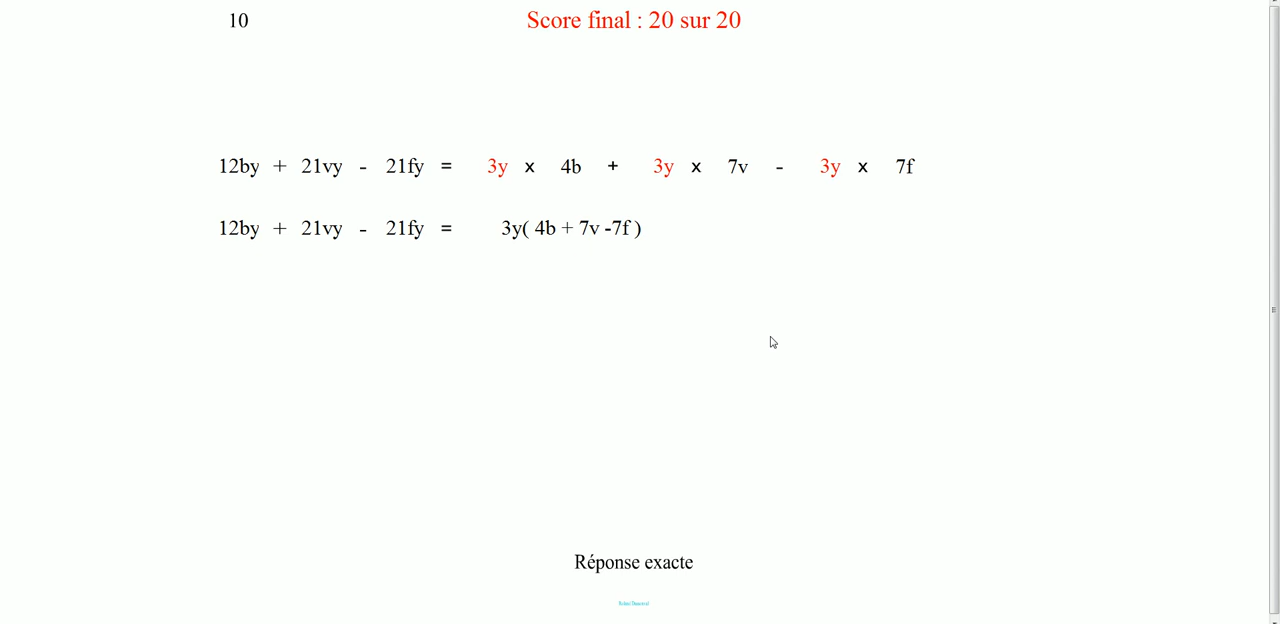 10
Score final : 20 sur 20
12by + 21vy - 21fy = 3y x 4b + 3y x 7v - 3y x 7f
12by + 21vy - 21fy = 3y( 4b + 7v -7f )
Réponse exacte